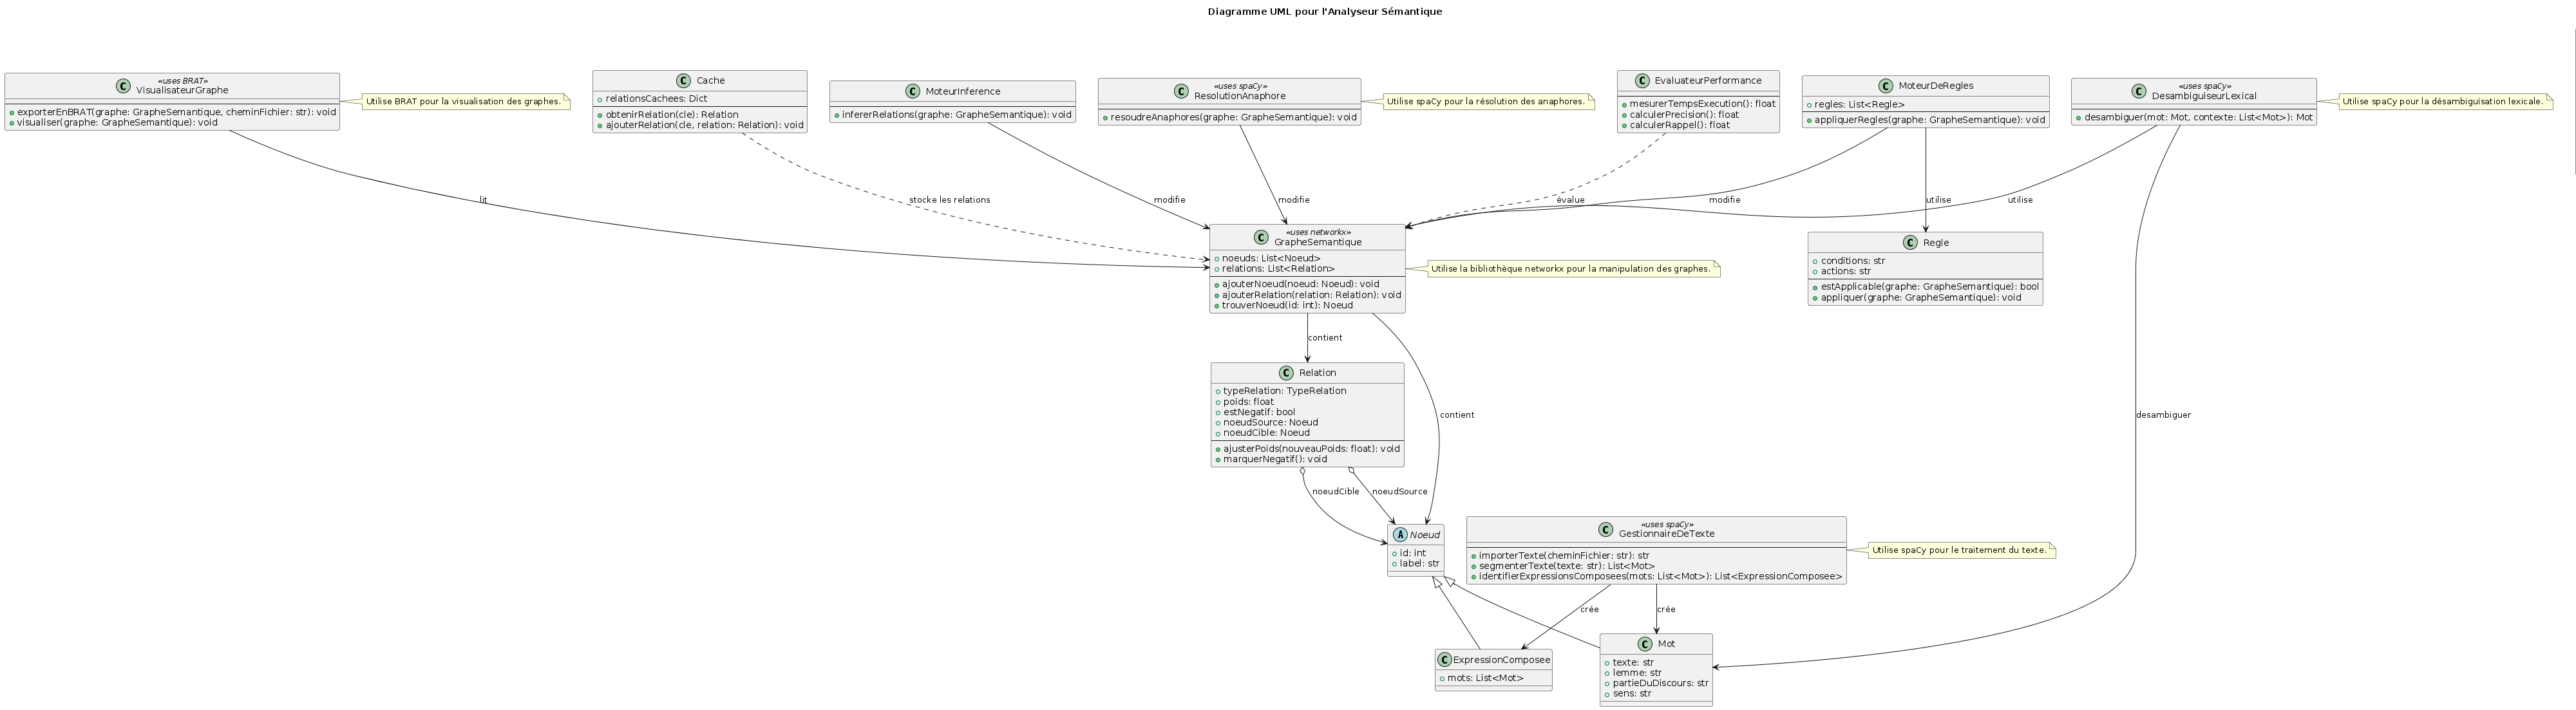 Diagramme UML pour l'Analyseur Sémantique
«uses BRAT»
C VisualisateurGraphe
exporterEnBRAT(graphe: GrapheSemantique, cheminFichier: str): void
visualiser(graphe: GrapheSemantique): void
Utilise BRAT pour la visualisation des graphes.
C Cache
relationsCachees: Dict
obtenirRelation(cle): Relation
ajouterRelation(cle, relation: Relation): void
C MoteurInference
infererRelations(graphe: GrapheSemantique): void
«uses spaCy»
C ResolutionAnaphore
resoudreAnaphores(graphe: GrapheSemantique): void
Utilise spaCy pour la résolution des anaphores.
C EvaluateurPerformance
mesurerTempsExecution(): float
calculerPrecision(): float
calculerRappel(): float
C MoteurDeRegles
regles: List<Regle>
appliquerRegles(graphe: GrapheSemantique): void
«uses spaCy»
C DesambiguiseurLexical
desambiguer(mot: Mot, contexte: List<Mot>): Mot
Utilise spaCy pour la désambiguïsation lexicale.
lit
stocke les relations
modifie
modifie
évalue
modifie
utilise
utilise
«uses networkx»
C GrapheSemantique
noeuds: List<Noeud>
relations: List<Relation>
ajouterNoeud(noeud: Noeud): void
ajouterRelation(relation: Relation): void
trouverNoeud(id: int): Noeud
Utilise la bibliothèque networkx pour la manipulation des graphes.
C Regle
conditions: str
actions: str
estApplicable(graphe: GrapheSemantique): bool
appliquer(graphe: GrapheSemantique): void
contient
C Relation
typeRelation: TypeRelation
poids: float
estNegatif: bool
noeudSource: Noeud
noeudCible: Noeud
ajusterPoids(nouveauPoids: float): void
marquerNegatif(): void
contient
desambiguer
noeudCible
noeudSource
A Noeud
id: int
label: str
«uses spaCy»
C GestionnaireDeTexte
importerTexte(cheminFichier: str): str
segmenterTexte(texte: str): List<Mot>
identifierExpressionsComposees(mots: List<Mot>): List<ExpressionComposee>
Utilise spaCy pour le traitement du texte.
crée
crée
C ExpressionComposee
mots: List<Mot>
C Mot
texte: str
lemme: str
partieDuDiscours: str
sens: str